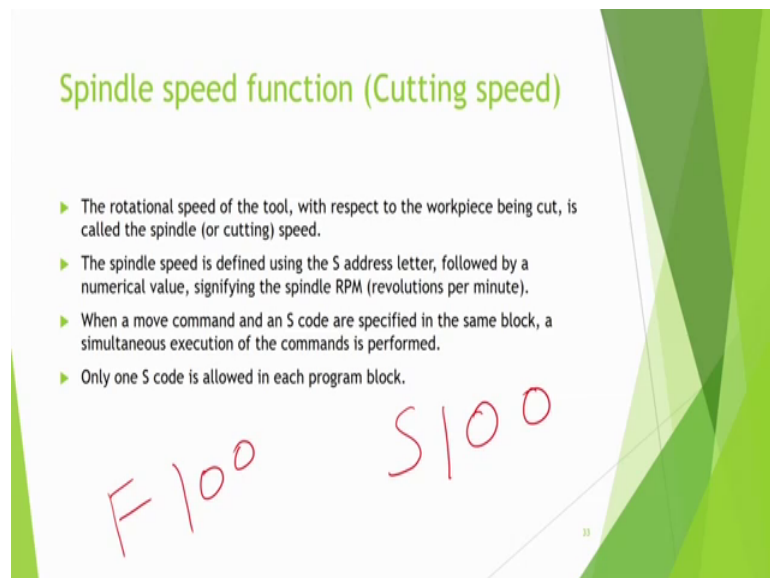 Spindle speed function (Cutting speed)
The rotational speed of the tool, with respect to the workpiece being cut, is
called the spindle (or cutting) speed.
The spindle speed is defined using the S address letter, followed by a
numerical value, signifying the spindle RPM (revolutions per minute).
When a move command and an S code are specified in the same block, a
simultaneous execution of the commands is performed.
Only one S code is allowed in each program block.
F100 S100
33